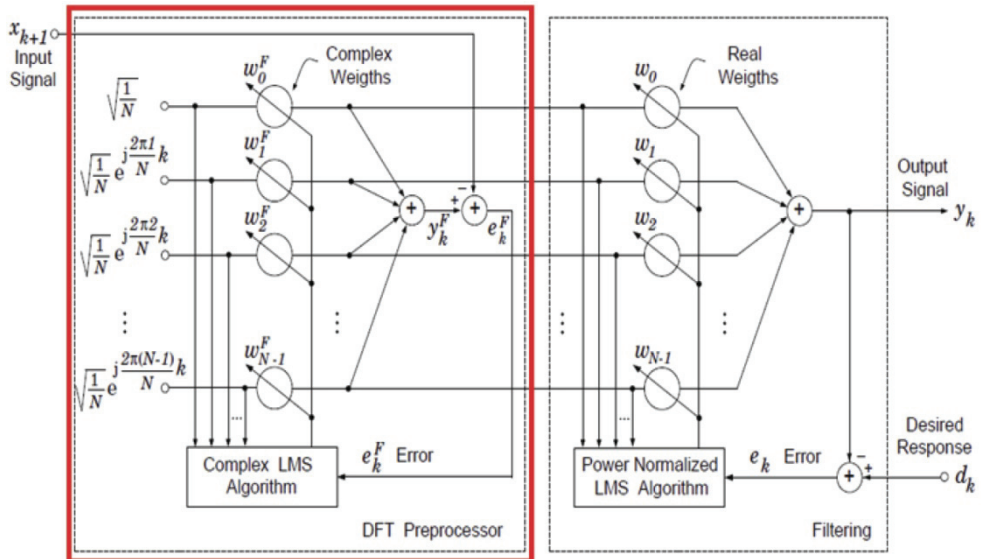 x_{k+1}
Input
Signal
Complex
Weigths
Real
Weigths
w_0^F
w_0
√(1/N)
w_1^F
w_1
√(1/N) e^{j(2π1/N)k}
w_2^F
w_2
√(1/N) e^{j(2π2/N)k}
+
−
+
+
y_k^F
e_k^F
+
Output
Signal
y_k
⋮
⋮
⋮
⋮
w_{N-1}^F
w_{N-1}
√(1/N) e^{j(2π(N-1)/N)k}
...
...
Complex LMS
Algorithm
e_k^F Error
Power Normalized
LMS Algorithm
e_k Error
−
+
+
Desired
Response
d_k
DFT Preprocessor
Filtering